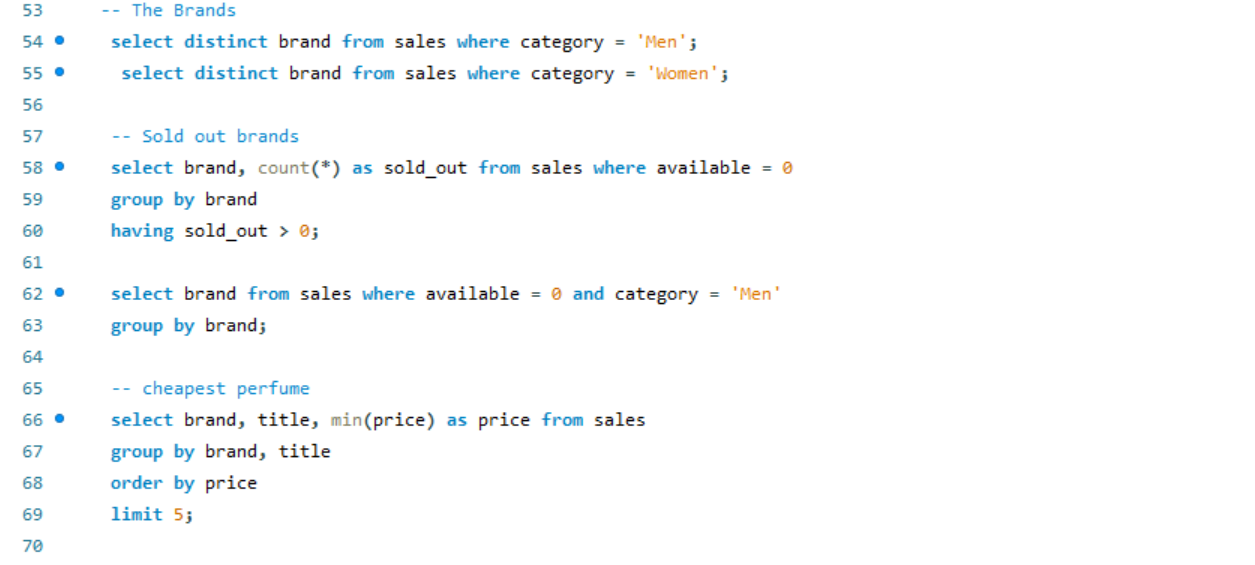 53 -- The Brands
54 select distinct brand from sales where category = 'Men';
55 select distinct brand from sales where category = 'Women';
56
57 -- Sold out brands
58 select brand, count(*) as sold_out from sales where available = 0
59 group by brand
60 having sold_out > 0;
61
62 select brand from sales where available = 0 and category = 'Men'
63 group by brand;
64
65 -- cheapest perfume
66 select brand, title, min(price) as price from sales
67 group by brand, title
68 order by price
69 limit 5;
70